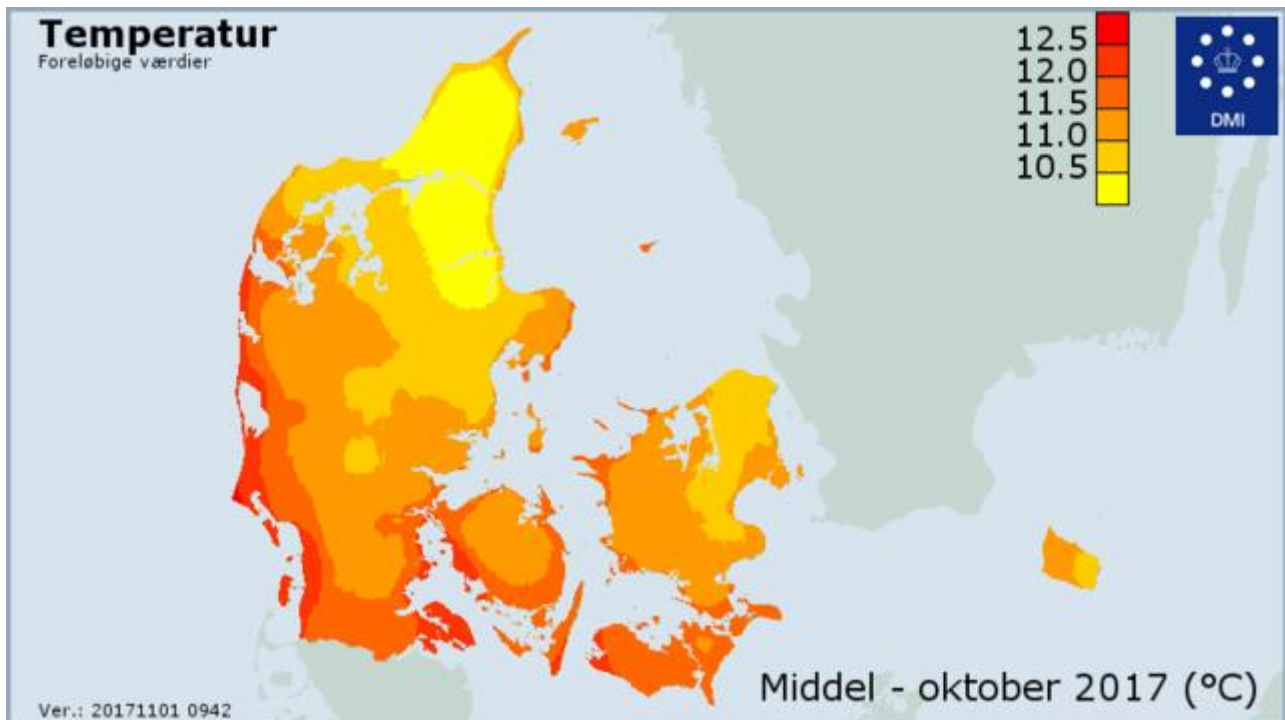 Temperatur
Foreløbige værdier
12.5
12.0
11.5
11.0
10.5
DMI
Middel - oktober 2017 (°C)
Ver.: 20171101 0942